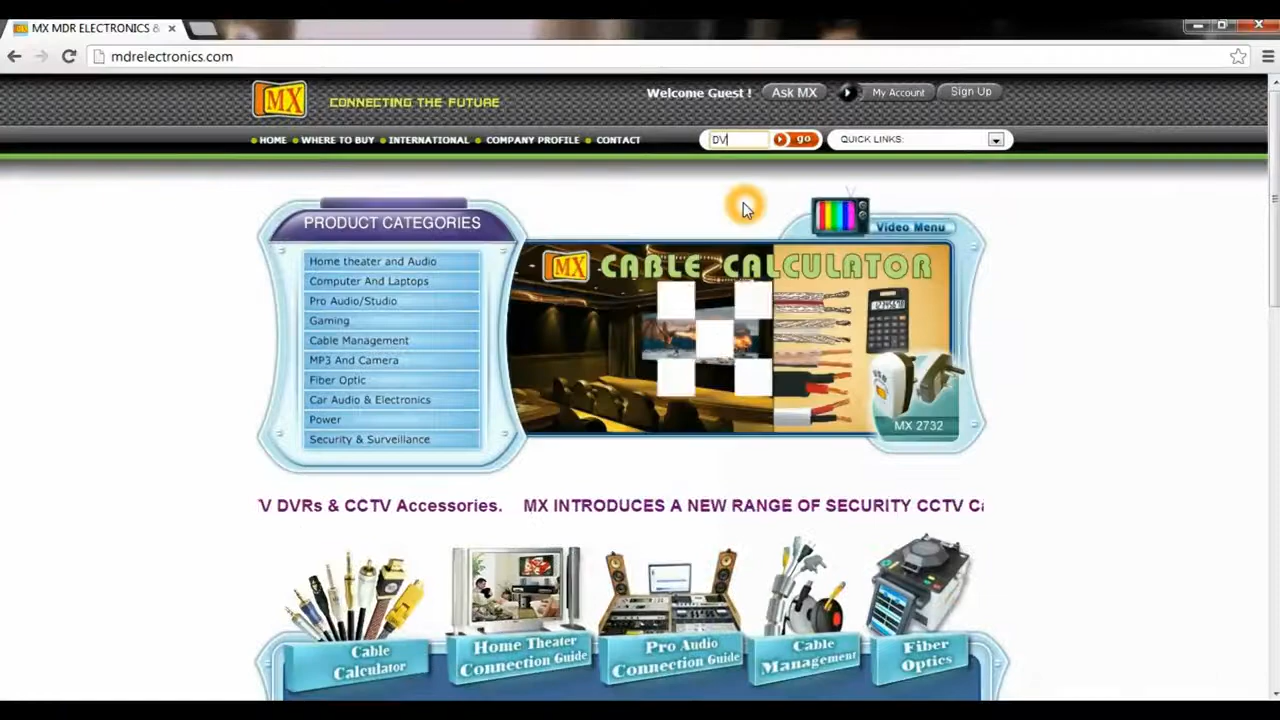 MX MDR ELECTRONICS &
mdrelectronics.com
MX
CONNECTING THE FUTURE
Welcome Guest !
Ask MX
My Account
Sign Up
HOME
WHERE TO BUY
INTERNATIONAL
COMPANY PROFILE
CONTACT
DV
go
QUICK LINKS:
PRODUCT CATEGORIES
Home theater and Audio
Computer And Laptops
Pro Audio/Studio
Gaming
Cable Management
MP3 And Camera
Fiber Optic
Car Audio & Electronics
Power
Security & Surveillance
Video Menu
MX CABLE CALCULATOR
MX 2732
V DVRs & CCTV Accessories. MX INTRODUCES A NEW RANGE OF SECURITY CCTV Ca
Cable
Calculator
Home Theater
Connection Guide
Pro Audio
Connection Guide
Cable
Management
Fiber
Optics